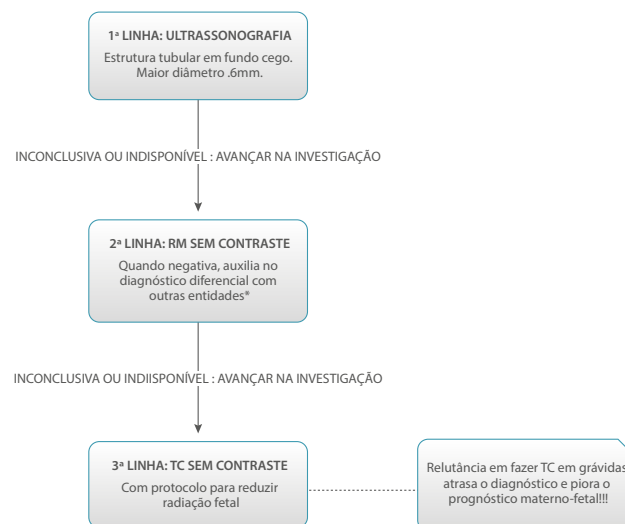 1ª LINHA: ULTRASSONOGRAFIA
Estrutura tubular em fundo cego.
Maior diâmetro .6mm.
INCONCLUSIVA OU INDISPONÍVEL : AVANÇAR NA INVESTIGAÇÃO
2ª LINHA: RM SEM CONTRASTE
Quando negativa, auxilia no
diagnóstico diferencial com
outras entidades*
INCONCLUSIVA OU INDIISPONÍVEL : AVANÇAR NA INVESTIGAÇÃO
3ª LINHA: TC SEM CONTRASTE
Com protocolo para reduzir
radiação fetal
Relutância em fazer TC em grávidas
atrasa o diagnóstico e piora o
prognóstico materno-fetal!!!